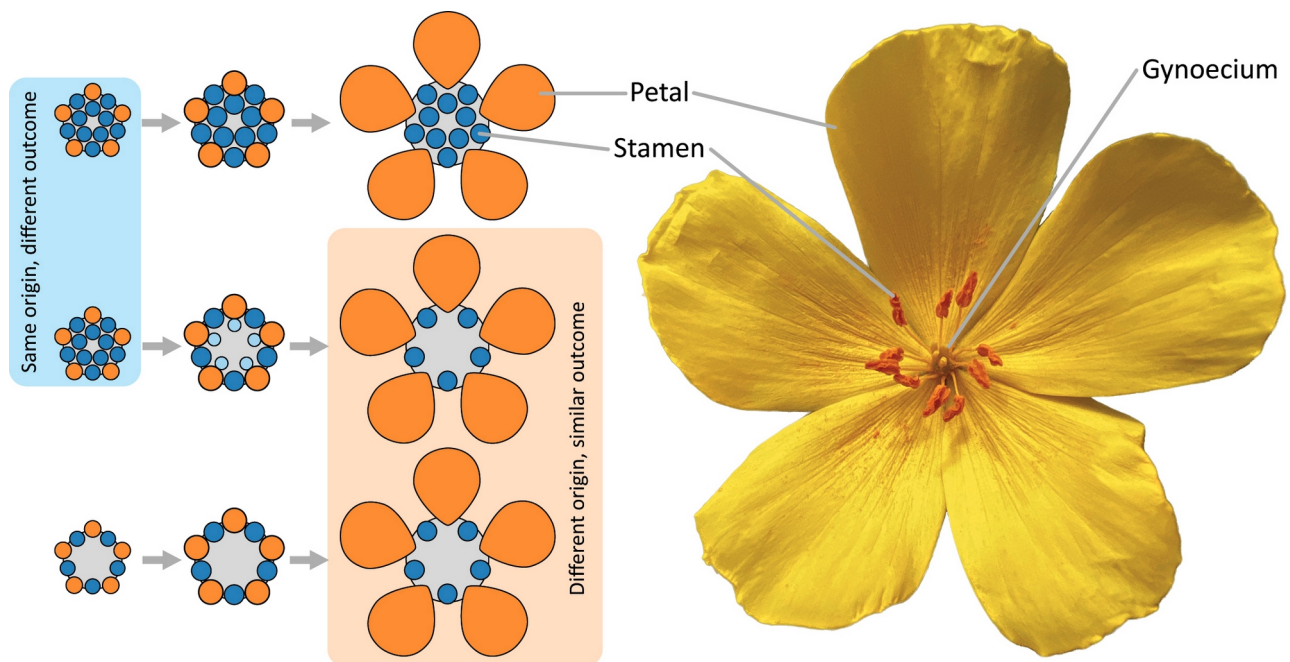 Same origin, different outcome
Petal
Stamen
Gynoecium
Different origin, similar outcome